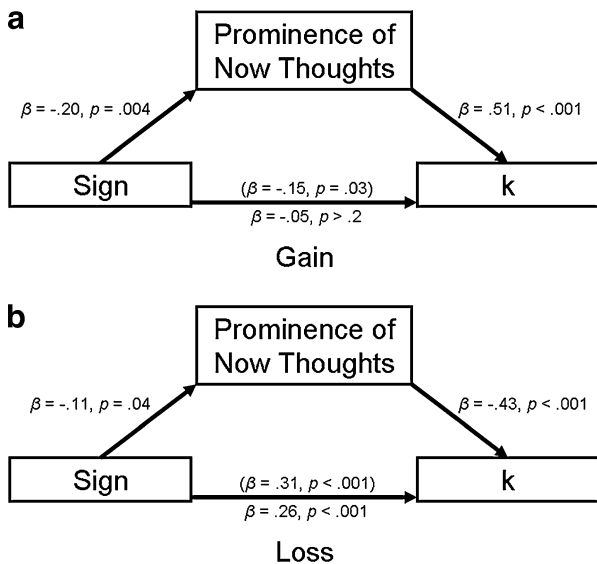 a
Prominence of
Now Thoughts
β = -.20, p = .004
β = .51, p < .001
Sign
(β = -.15, p = .03)
k
β = -.05, p > .2
Gain
b
Prominence of
Now Thoughts
β = -.11, p = .04
β = -.43, p < .001
Sign
(β = .31, p < .001)
k
β = .26, p < .001
Loss